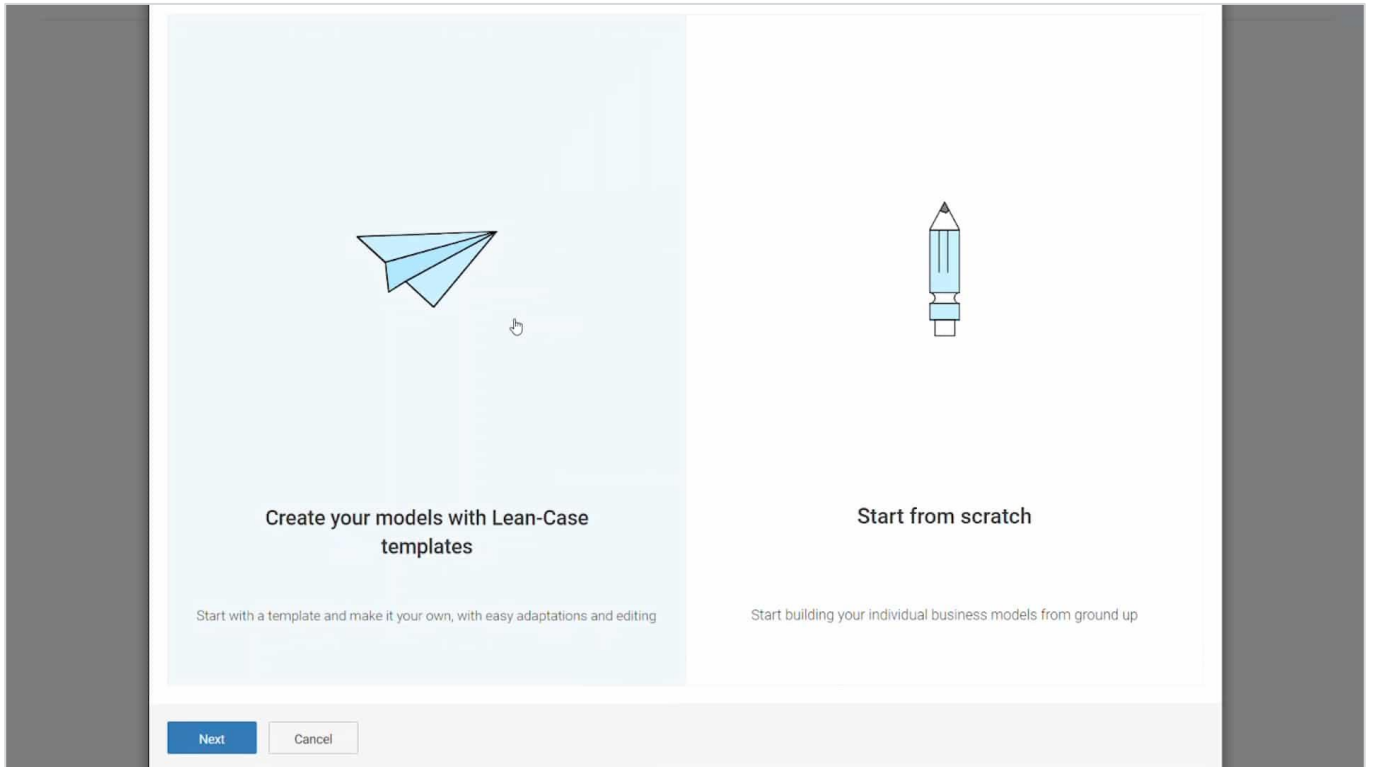 Create your models with Lean-Case
templates
Start with a template and make it your own, with easy adaptations and editing
Start from scratch
Start building your individual business models from ground up
Next
Cancel